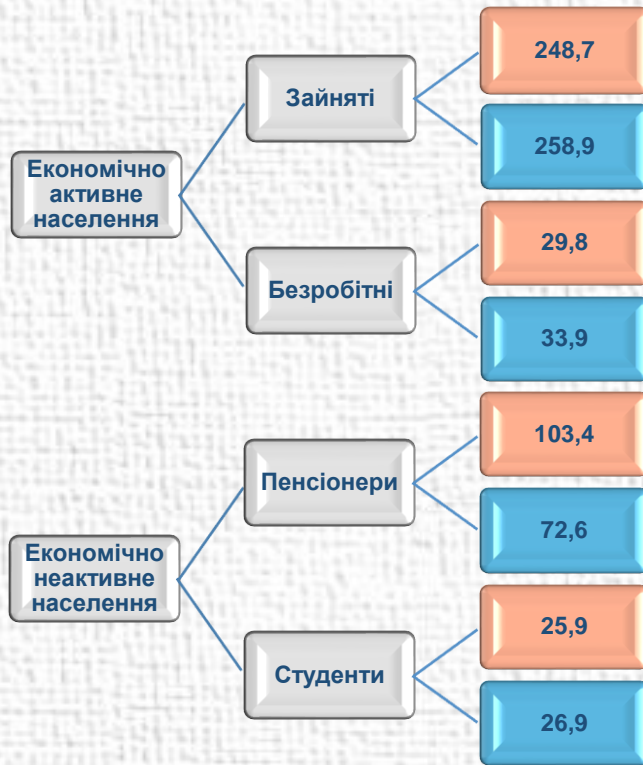 Економічно
активне
населення
Зайняті
248,7
258,9
Безробітні
29,8
33,9
Економічно
неактивне
населення
Пенсіонери
103,4
72,6
Студенти
25,9
26,9